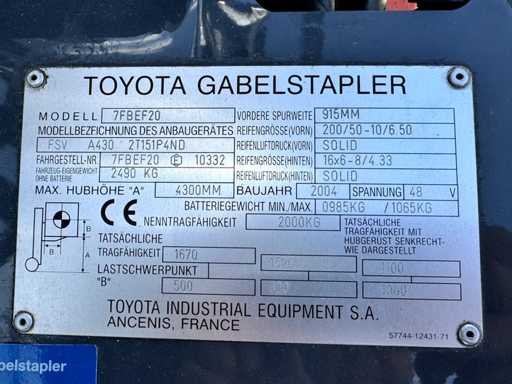 TOYOTA GABELSTAPLER
MODELL 7FBEF20 VORDERE SPURWEITE 915MM
MODELLBEZEICHNUNG DES ANBAUGERÄTES REIFENGRÖSSE(VORN) 200/50-10/6.50
FSV A430 2T151P4ND REIFENLUFTDRUCK(VORN) SOLID
FAHRGESTELL-NR. 7FBEF20 E 10332 REIFENGRÖSSE(HINTEN) 16x6-8/4.33
FAHRZEUG-EIGENGEWICHT OHNE BATTERIE 2490 KG REIFENLUFTDRUCK(HINTEN) SOLID
MAX. HUBHÖHE "A" 4300MM BAUJAHR 2004 SPANNUNG 48 V
BATTERIEGEWICHT MIN./MAX 0985KG /1065KG
CE NENNTRAGFÄHIGKEIT 2000KG
TATSÄCHLICHE TRAGFÄHIGKEIT MIT HUBGERUST SENKRECHT- WIE DARGESTELLT
B
B
A
TATSÄCHLICHE
TRAGFÄHIGKEIT 1670
LASTSCHWERPUNKT
"B" 500
TOYOTA INDUSTRIAL EQUIPMENT S.A.
ANCENIS, FRANCE
57744-12431-71
belstapler